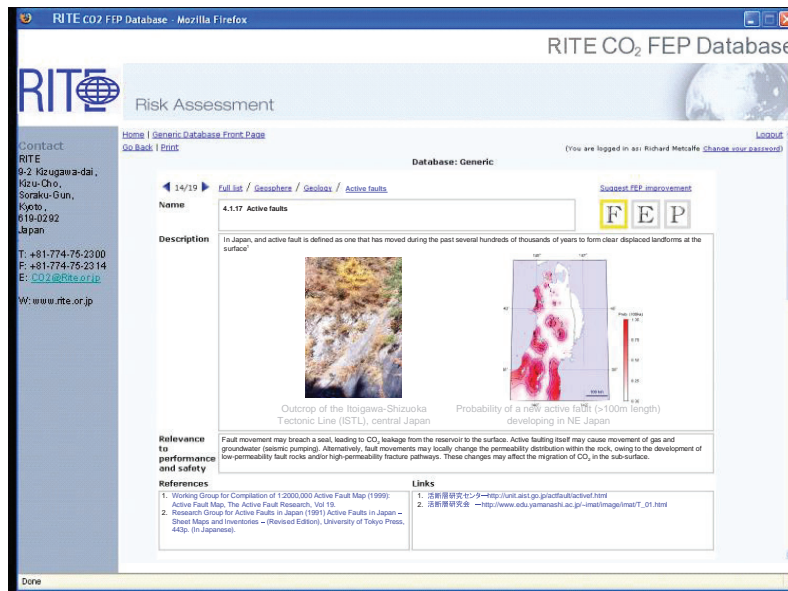 RITE CO2 FEP Database - Mozilla Firefox
RITE CO₂ FEP Database
RITE
Risk Assessment
Home | Generic Database Front Page
Logout
Go Back | Print
(You are logged in as: Richard Metcalfe Change your password)
Database: Generic
Contact
RITE
9-2 Kizugawa-dai,
Kizu-Cho,
Soraku-Gun,
Kyoto,
619-0292
Japan
T: +81-774-75-2300
F: +81-774-75-2314
E: CO2@Rite.or.jp
W: www.rite.or.jp
14/19 Full list / Geosphere / Geology / Active faults
Suggest FEP improvement
Name
4.1.17 Active faults
F E P
Description
In Japan, and active fault is defined as one that has moved during the past several hundreds of thousands of years to form clear displaced landforms at the
surface¹
Outcrop of the Itoigawa-Shizuoka
Tectonic Line (ISTL), central Japan
100 km
Probability of a new active fault (>100m length)
developing in NE Japan
Relevance
to
performance
and safety
Fault movement may breach a seal, leading to CO₂ leakage from the reservoir to the surface. Active faulting itself may cause movement of gas and
groundwater (seismic pumping). Alternatively, fault movements may locally change the permeability distribution within the rock, owing to the development of
low-permeability fault rocks and/or high-permeability fracture pathways. These changes may affect the migration of CO₂ in the sub-surface.
References
1. Working Group for Compilation of 1:2000,000 Active Fault Map (1999):
Active Fault Map, The Active Fault Research, Vol 19.
2. Research Group for Active Faults in Japan (1991) Active Faults in Japan –
Sheet Maps and Inventories – (Revised Edition), University of Tokyo Press,
443p. (In Japanese).
Links
1. 活断層研究センター—http://unit.aist.go.jp/actfault/activef.html
2. 活断層研究会 —http://www.edu.yamanashi.ac.jp/~imat/image/imat/T_01.html
Done